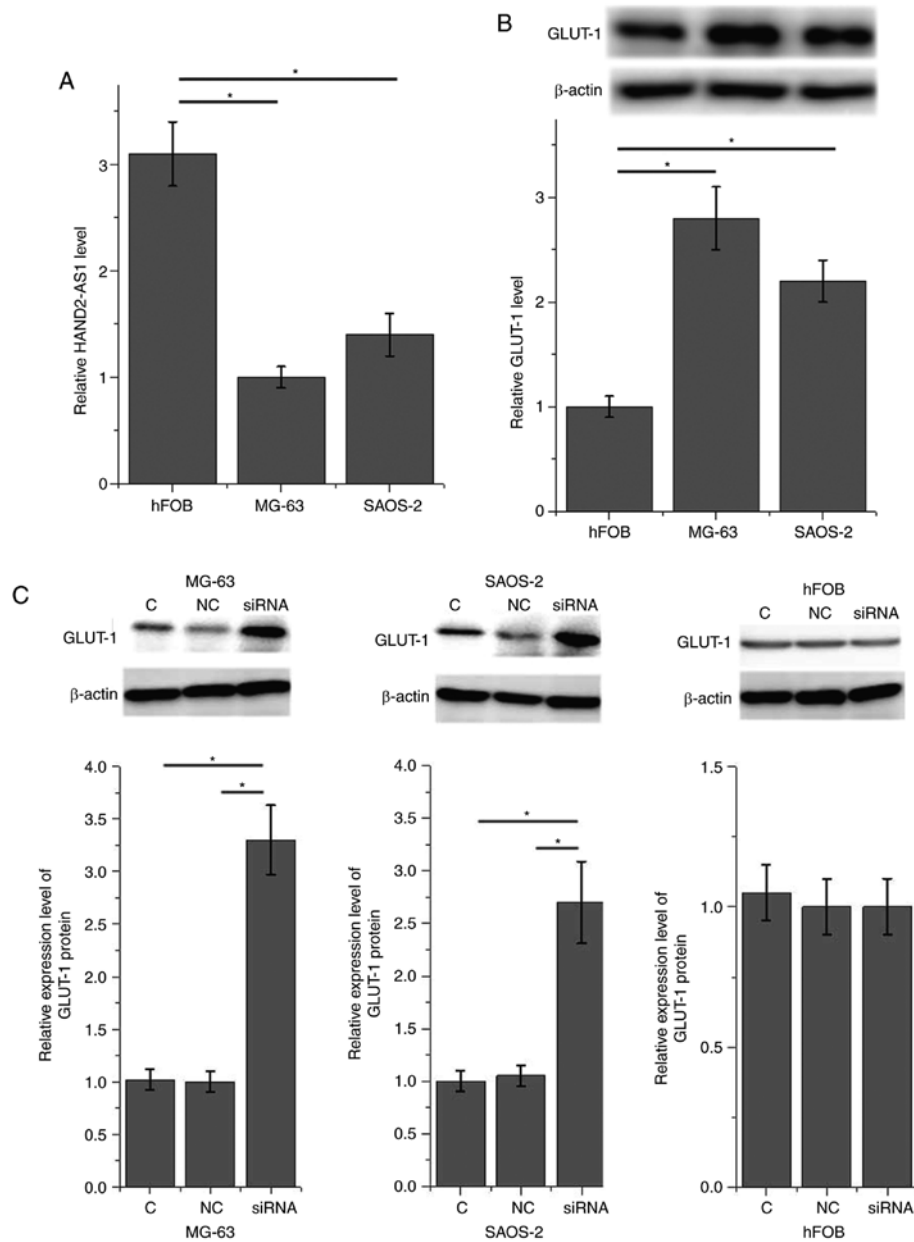 A
*
*
Relative HAND2-AS1 level
3
2
1
0
hFOB MG-63 SAOS-2
B
GLUT-1
β-actin
*
*
Relative GLUT-1 level
3
2
1
0
hFOB MG-63 SAOS-2
C
MG-63
C NC siRNA
GLUT-1
β-actin
*
*
Relative expression level of
GLUT-1 protein
4.0
3.5
3.0
2.5
2.0
1.5
1.0
0.5
0.0
C NC siRNA
MG-63
SAOS-2
C NC siRNA
GLUT-1
β-actin
*
*
Relative expression level of
GLUT-1 protein
4.0
3.5
3.0
2.5
2.0
1.5
1.0
0.5
0.0
C NC siRNA
SAOS-2
hFOB
C NC siRNA
GLUT-1
β-actin
Relative expression level of
GLUT-1 protein
1.5
1.0
0.5
0.0
C NC siRNA
hFOB